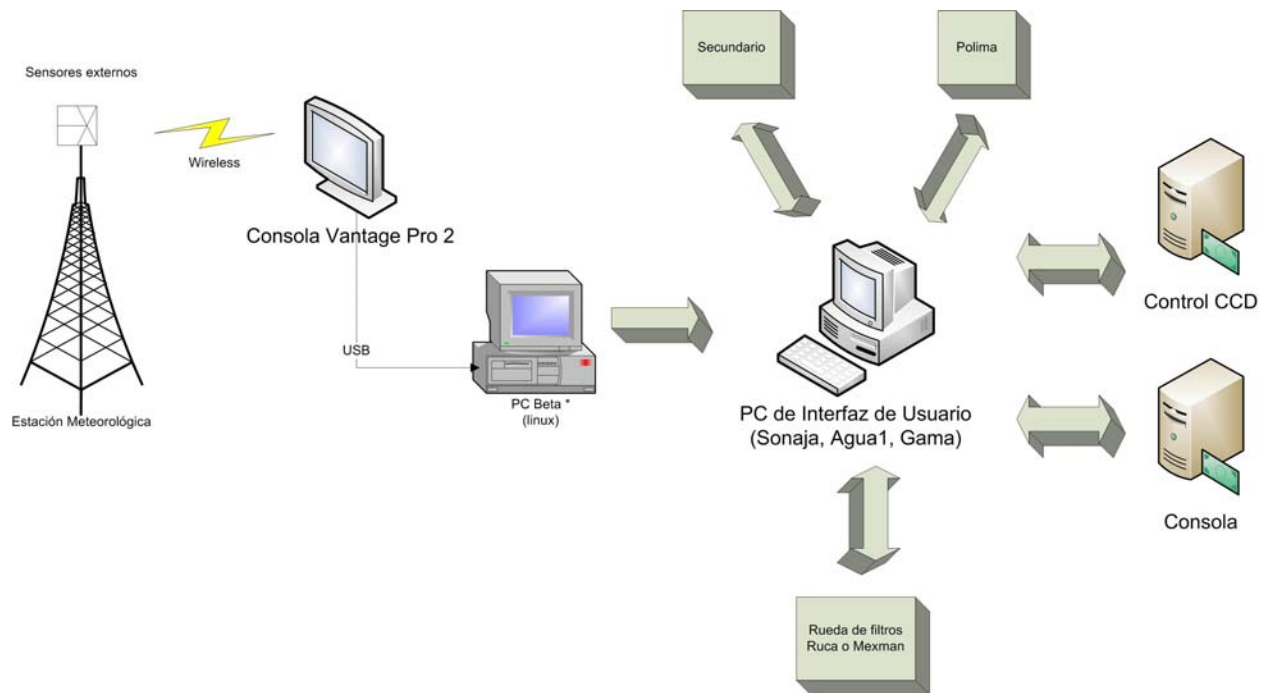 Secundario
Polima
Sensores externos
Wireless
Consola Vantage Pro 2
Control CCD
USB
PC Beta *
(linux)
PC de Interfaz de Usuario
(Sonaja, Agua1, Gama)
Estación Meteorológica
Consola
Rueda de filtros
Ruca o Mexman